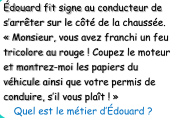 Édouard fit signe au conducteur de
s'arrêter sur le côté de la chaussée.
« Monsieur, vous avez franchi un feu
tricolore au rouge ! Coupez le moteur
et montrez-moi les papiers du
véhicule ainsi que votre permis de
conduire, s'il vous plaît ! »
Quel est le métier d'Édouard ?